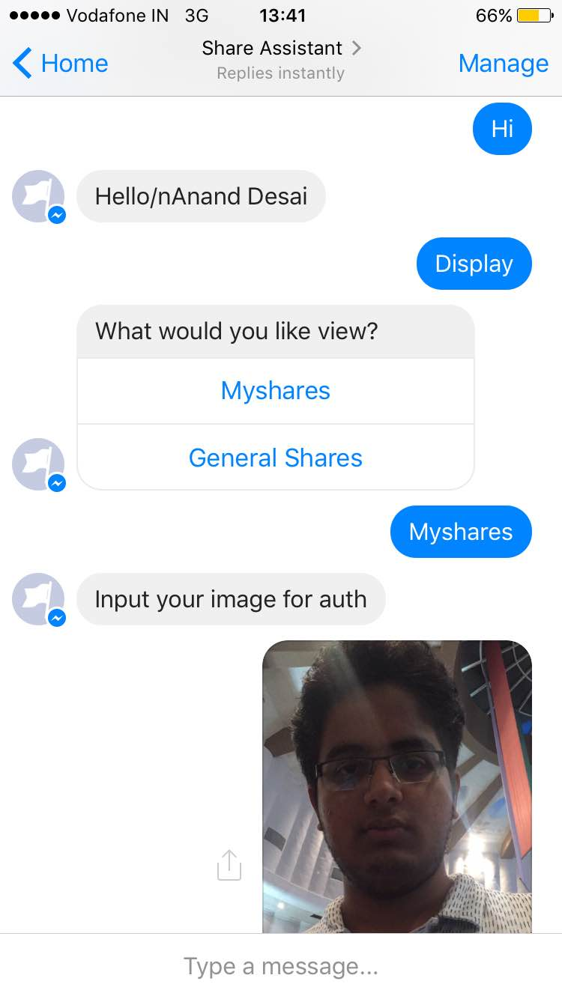 Vodafone IN 3G 13:41 66%
Home Share Assistant Manage
Replies instantly
Hi
Hello/nAnand Desai
Display
What would you like view?
Myshares
General Shares
Myshares
Input your image for auth
Type a message...